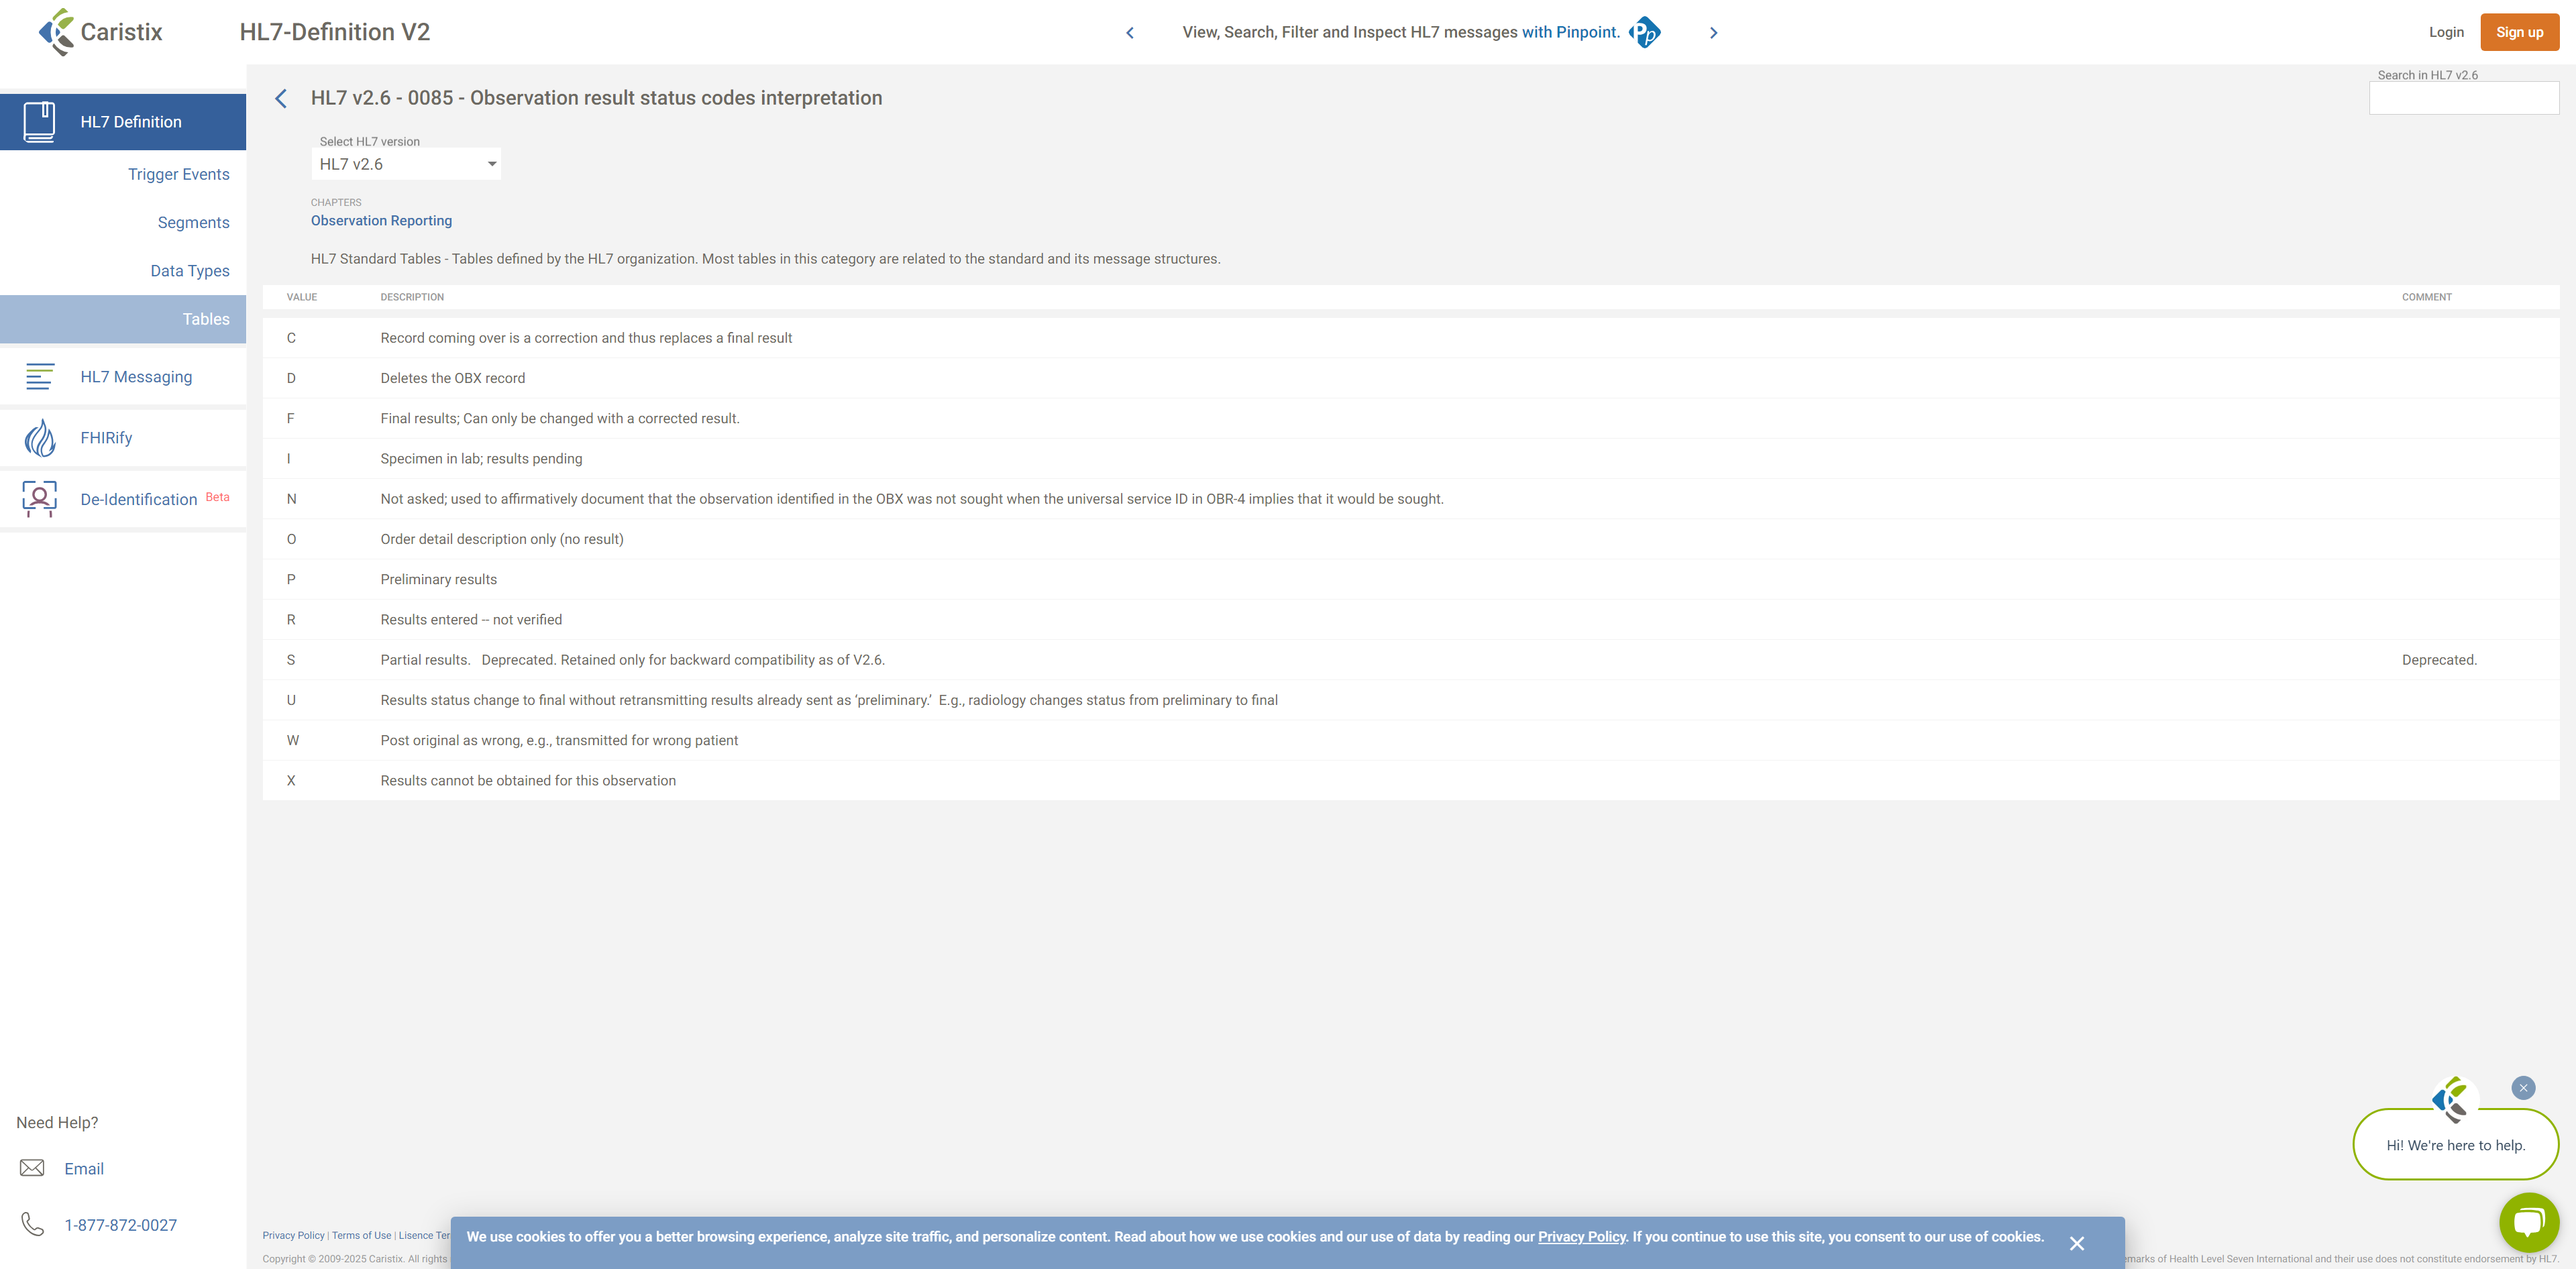 Caristix
HL7-Definition V2
View, Search, Filter and Inspect HL7 messages with Pinpoint.
Pp
Login
Sign up
HL7 Definition
Trigger Events
Segments
Data Types
Tables
HL7 Messaging
FHIRify
De-Identification Beta
Need Help?
Email
1-877-872-0027
HL7 v2.6 - 0085 - Observation result status codes interpretation
Search in HL7 v2.6
Select HL7 version
HL7 v2.6
CHAPTERS
Observation Reporting
HL7 Standard Tables - Tables defined by the HL7 organization. Most tables in this category are related to the standard and its message structures.
VALUE DESCRIPTION COMMENT
C Record coming over is a correction and thus replaces a final result
D Deletes the OBX record
F Final results; Can only be changed with a corrected result.
I Specimen in lab; results pending
N Not asked; used to affirmatively document that the observation identified in the OBX was not sought when the universal service ID in OBR-4 implies that it would be sought.
O Order detail description only (no result)
P Preliminary results
R Results entered -- not verified
S Partial results. Deprecated. Retained only for backward compatibility as of V2.6. Deprecated.
U Results status change to final without retransmitting results already sent as ‘preliminary.’ E.g., radiology changes status from preliminary to final
W Post original as wrong, e.g., transmitted for wrong patient
X Results cannot be obtained for this observation
Hi! We're here to help.
Privacy Policy | Terms of Use | Lisence Ter
We use cookies to offer you a better browsing experience, analyze site traffic, and personalize content. Read about how we use cookies and our use of data by reading our Privacy Policy. If you continue to use this site, you consent to our use of cookies.
Copyright © 2009-2025 Caristix. All rights
emarks of Health Level Seven International and their use does not constitute endorsement by HL7.